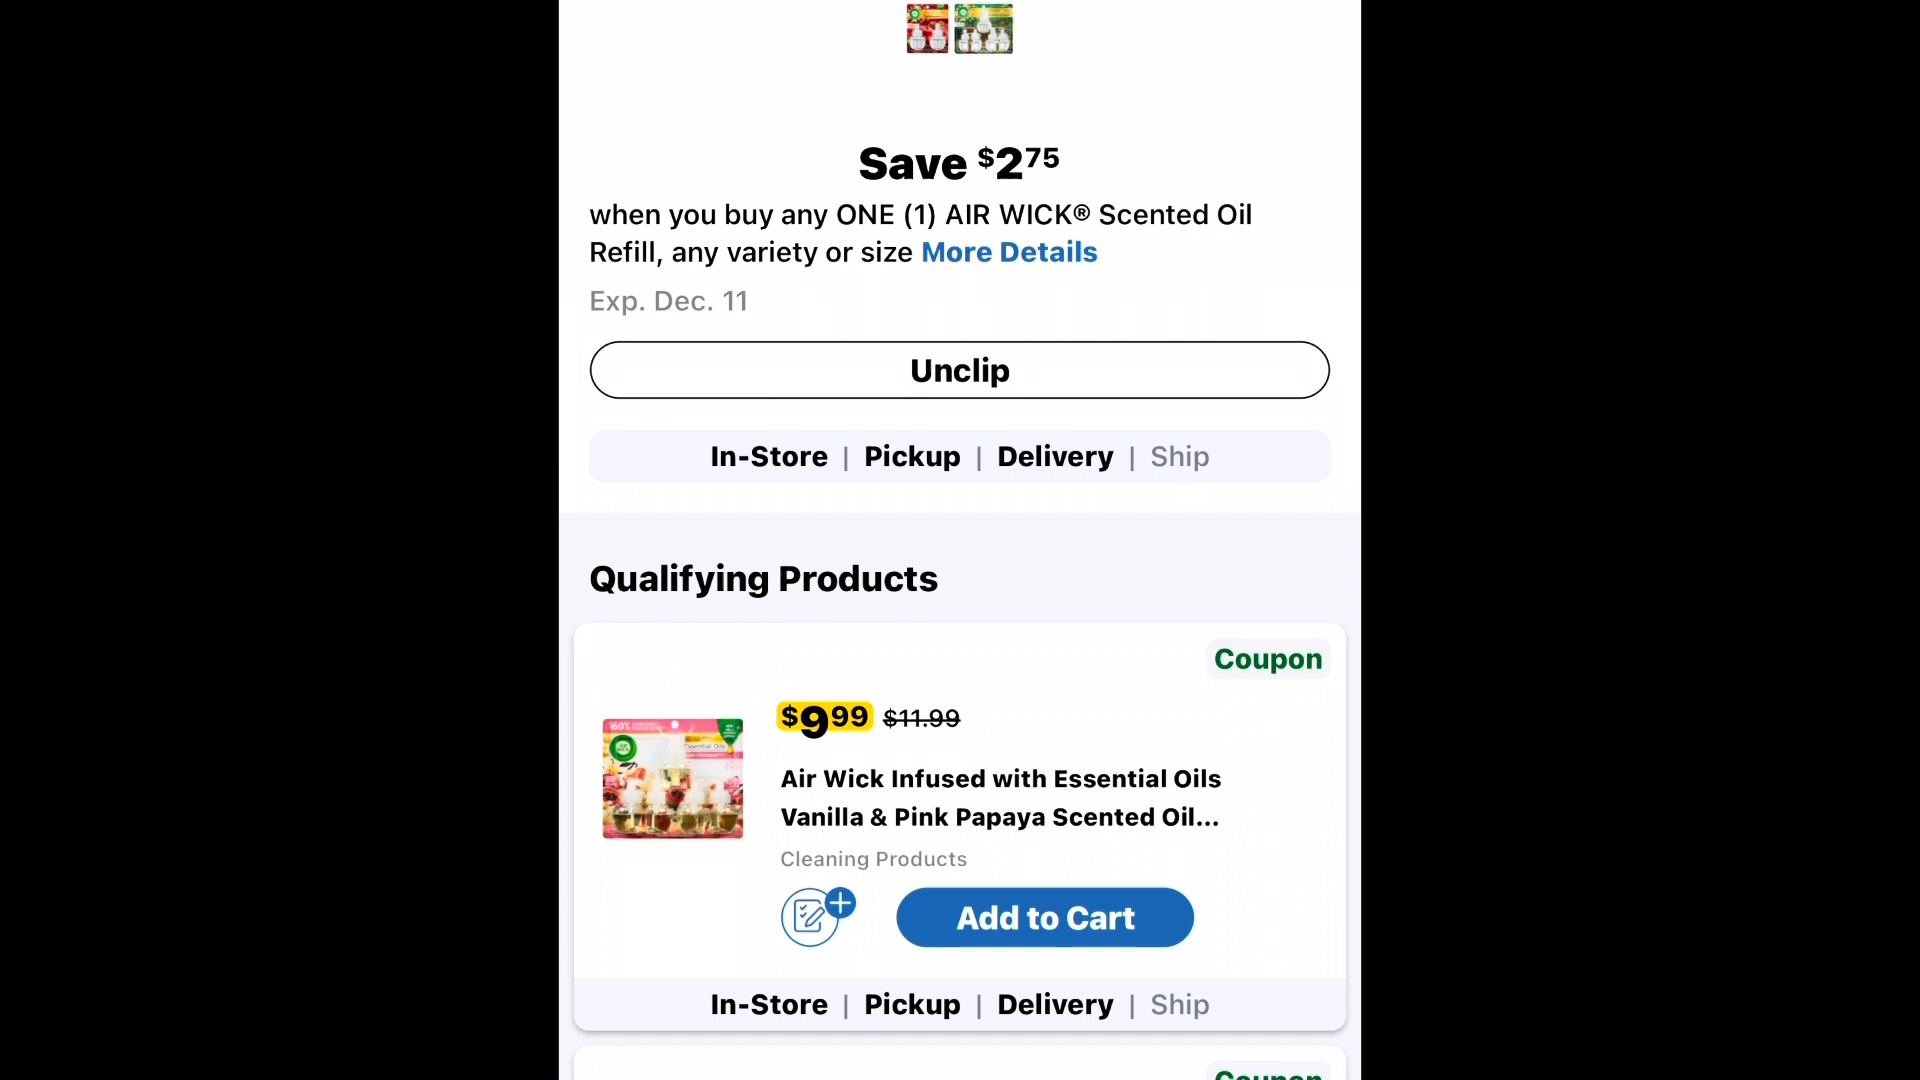 Save $2 75
when you buy any ONE (1) AIR WICK® Scented Oil
Refill, any variety or size More Details
Exp. Dec. 11
Unclip
In-Store | Pickup | Delivery | Ship
Qualifying Products
Coupon
$9 99 $11.99
Air Wick Infused with Essential Oils
Vanilla & Pink Papaya Scented Oil...
Cleaning Products
Add to Cart
In-Store | Pickup | Delivery | Ship
Coupon